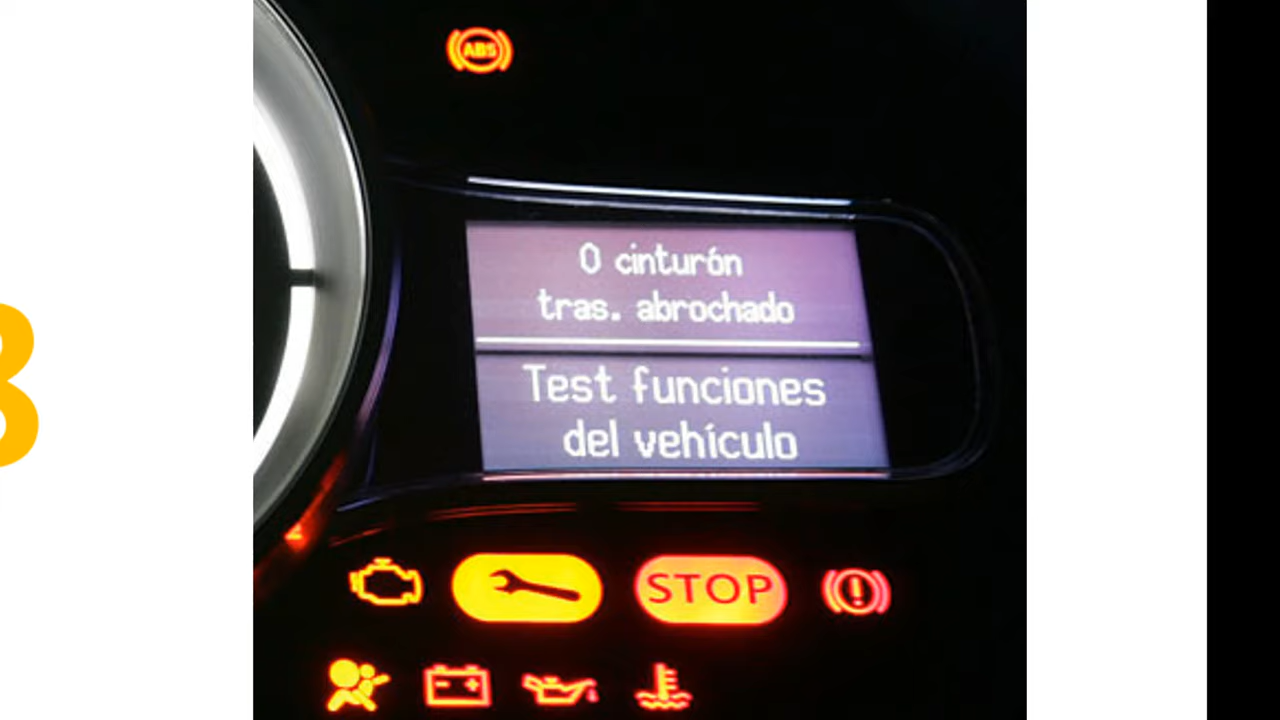 ABS
0 cinturón
tras. abrochado
Test funciones
del vehículo
STOP